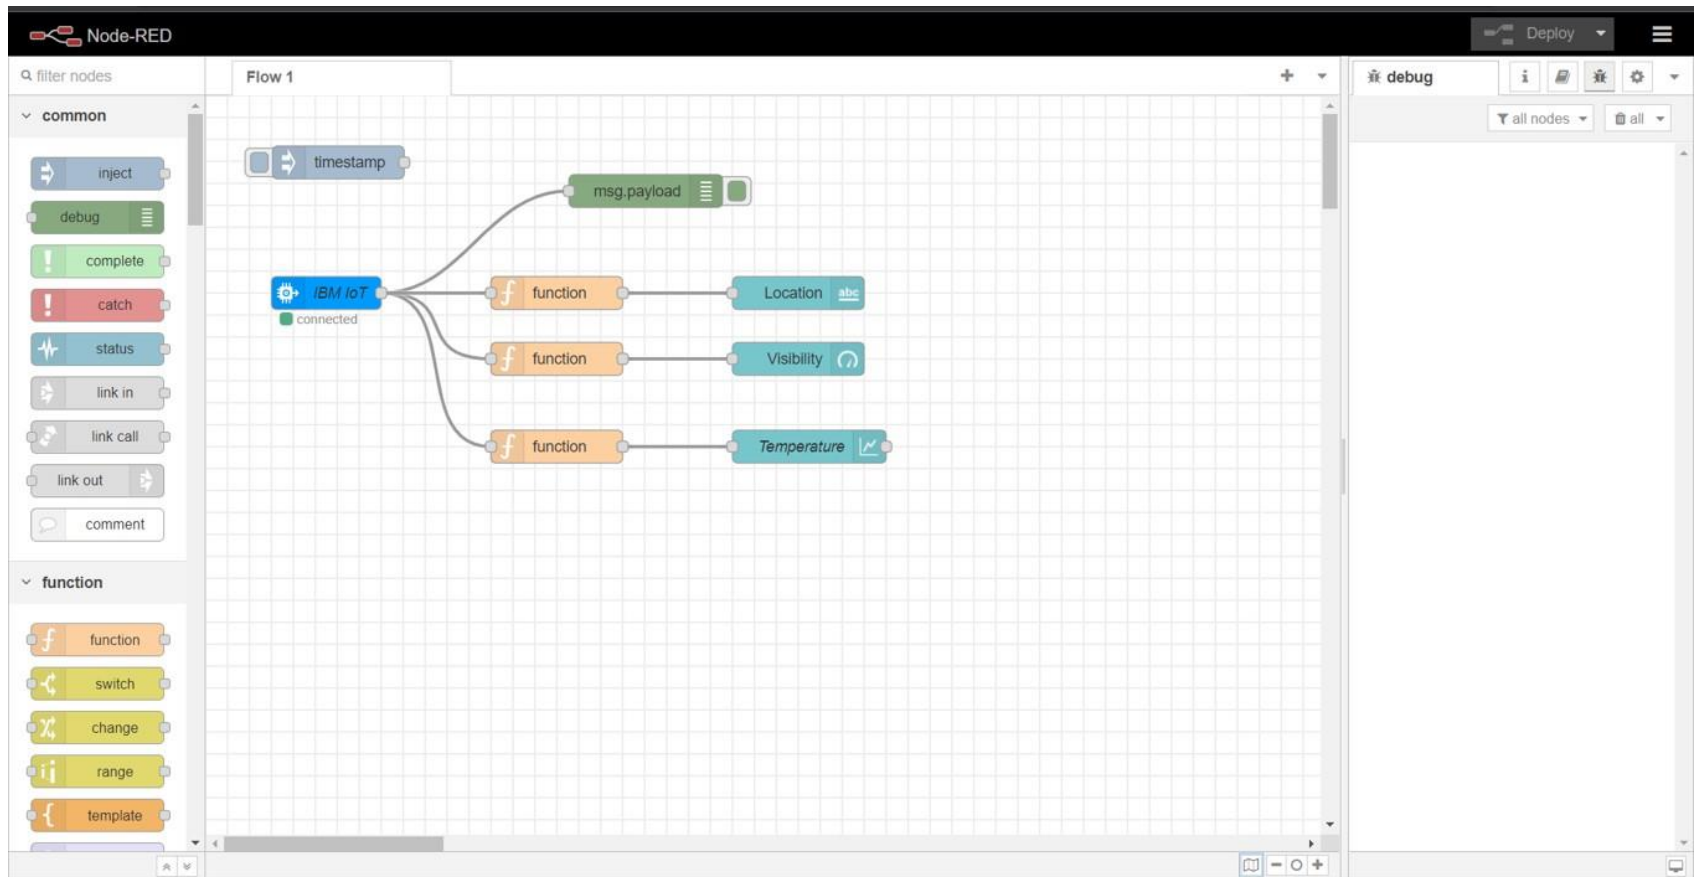 Node-RED
Deploy
filter nodes
Flow 1
debug
i
all nodes
all
common
inject
debug
complete
catch
status
link in
link call
link out
comment
function
function
switch
change
range
template
timestamp
msg.payload
IBM IoT
connected
function
Location
abc
function
Visibility
function
Temperature